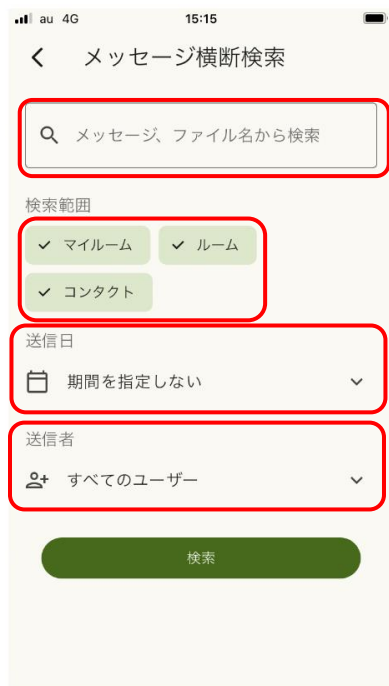 au 4G 15:15
メッセージ横断検索
メッセージ、ファイル名から検索
検索範囲
マイルーム ルーム
コンタクト
送信日
期間を指定しない
送信者
すべてのユーザー
検索